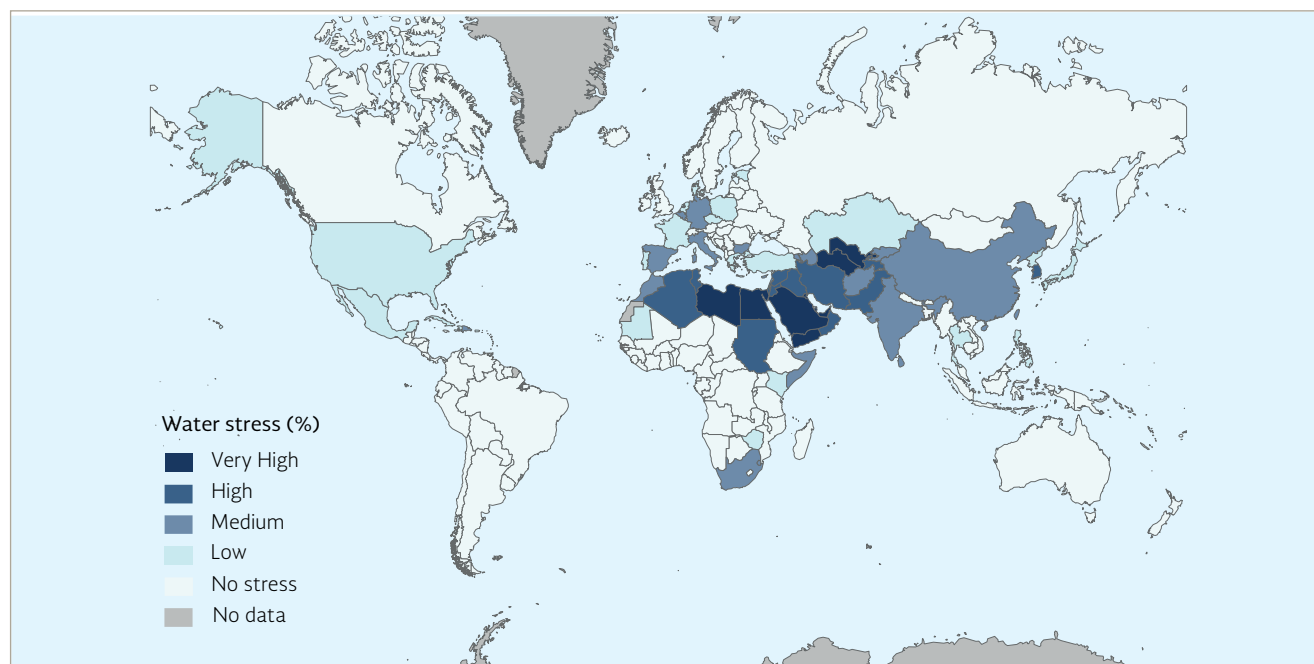 Water stress (%)
Very High
High
Medium
Low
No stress
No data